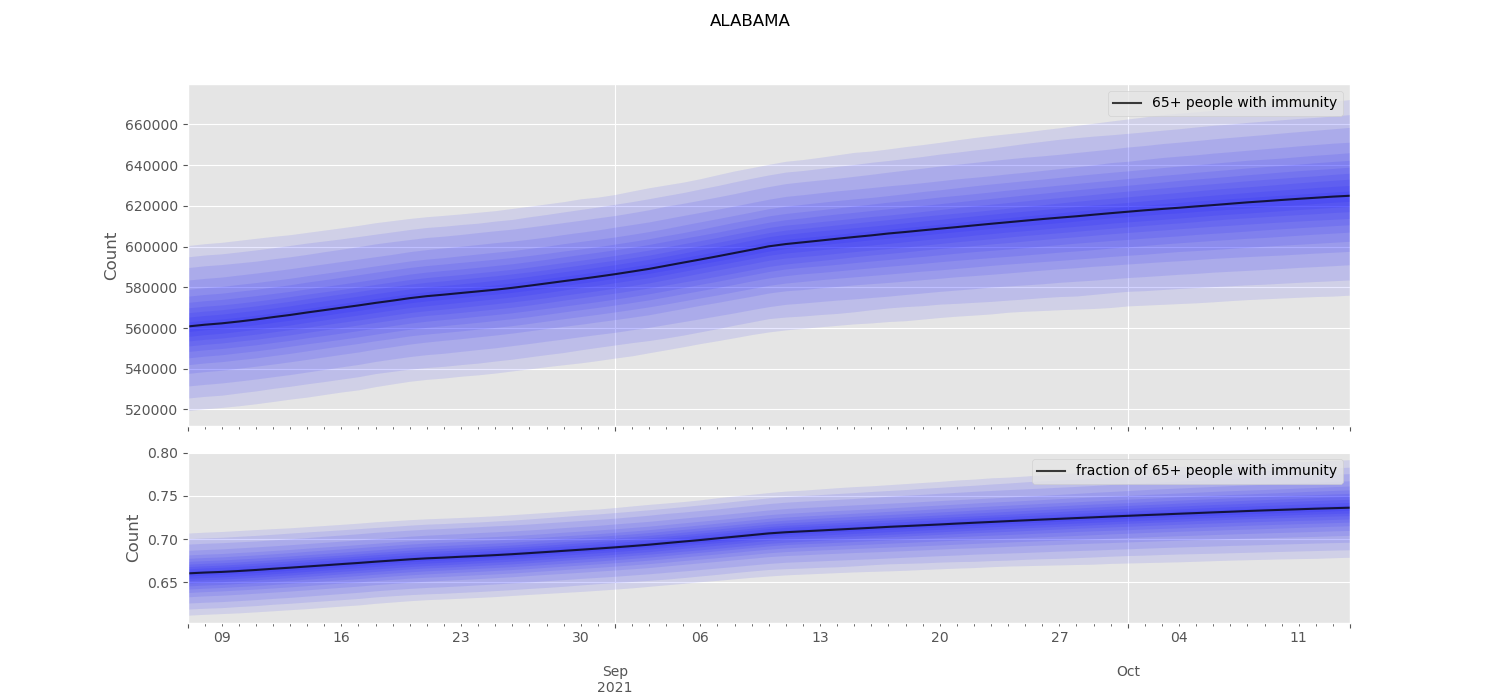 ALABAMA
65+ people with immunity
660000
640000
620000
600000
580000
560000
540000
520000
Count
fraction of 65+ people with immunity
0.80
0.75
0.70
0.65
Count
09 16 23 30 06 13 20 27 04 11
Sep Oct
2021